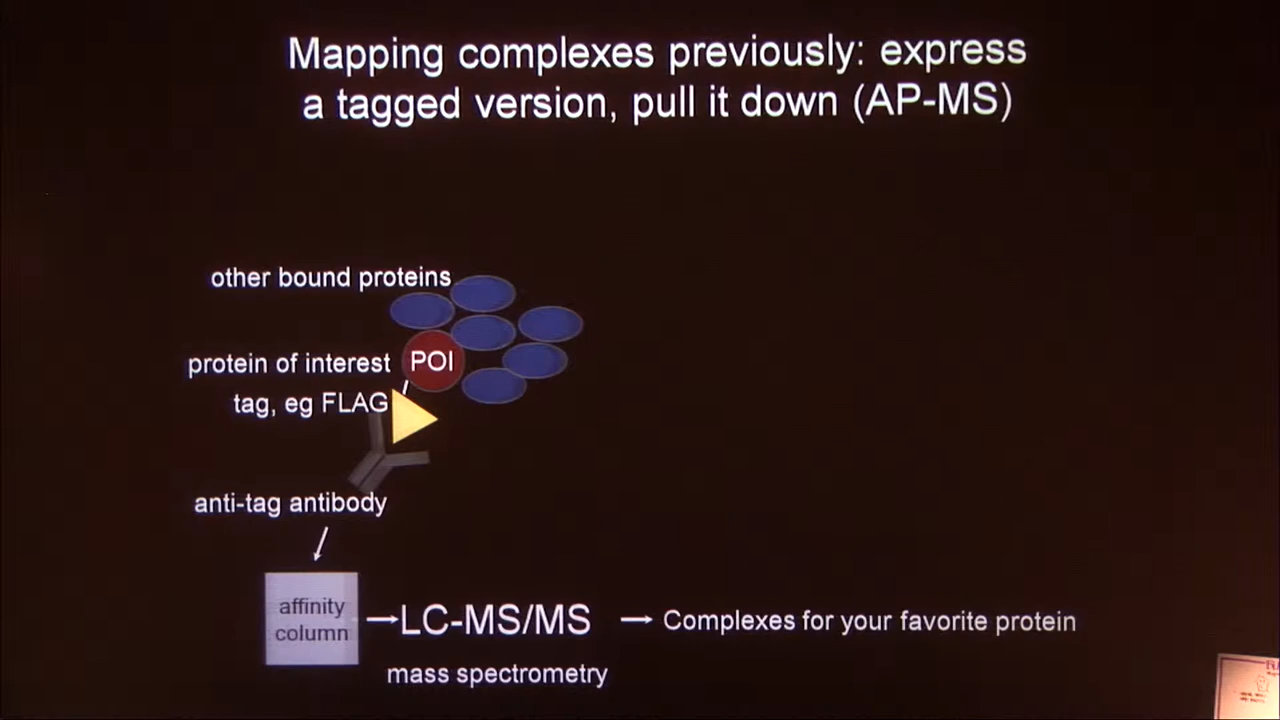 Mapping complexes previously: express
a tagged version, pull it down (AP-MS)
other bound proteins
protein of interest
POI
tag, eg FLAG
anti-tag antibody
affinity
column
LC-MS/MS
mass spectrometry
Complexes for your favorite protein